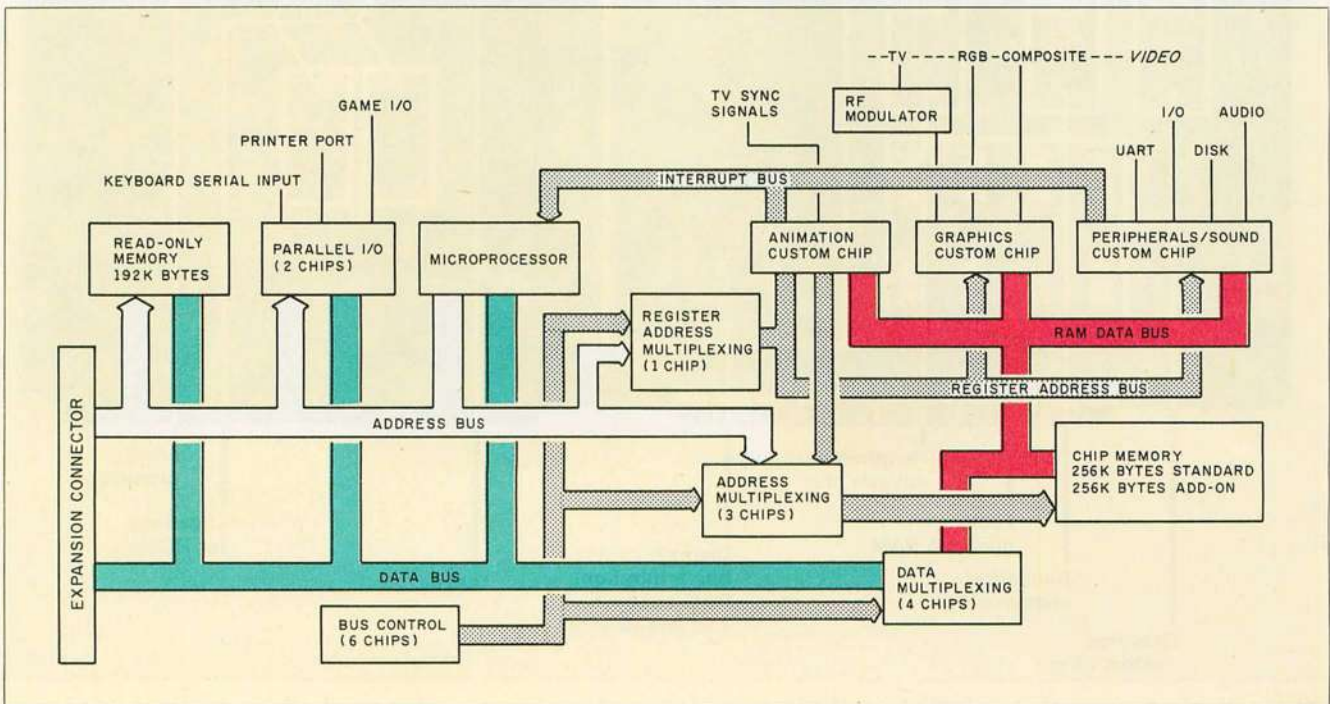 --TV----RGB-COMPOSITE---VIDEO
TV SYNC
SIGNALS
RF
MODULATOR
GAME I/O
PRINTER PORT
KEYBOARD SERIAL INPUT
I/O
AUDIO
UART
DISK
INTERRUPT BUS
READ-ONLY
MEMORY
192K BYTES
PARALLEL I/O
(2 CHIPS)
MICROPROCESSOR
ANIMATION
CUSTOM CHIP
GRAPHICS
CUSTOM CHIP
PERIPHERALS/SOUND
CUSTOM CHIP
REGISTER
ADDRESS
MULTIPLEXING
(1 CHIP)
RAM DATA BUS
REGISTER ADDRESS BUS
EXPANSION CONNECTOR
ADDRESS BUS
ADDRESS
MULTIPLEXING
(3 CHIPS)
CHIP MEMORY
256K BYTES STANDARD
256K BYTES ADD-ON
DATA BUS
DATA
MULTIPLEXING
(4 CHIPS)
BUS CONTROL
(6 CHIPS)